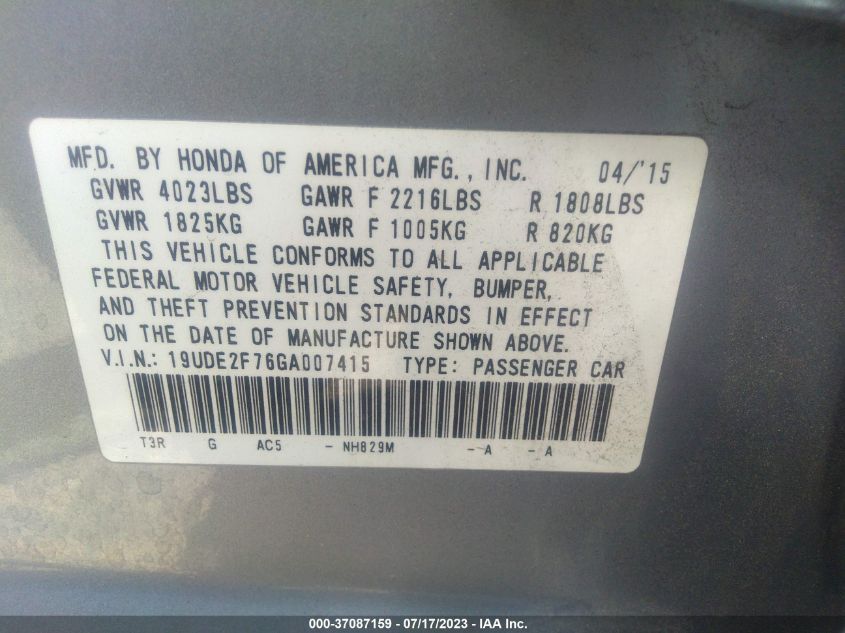 MFD. BY HONDA OF AMERICA MFG., INC. 04/'15
GVWR 4023LBS GAWR F 2216LBS R 1808LBS
GVWR 1825KG GAWR F 1005KG R 820KG
THIS VEHICLE CONFORMS TO ALL APPLICABLE
FEDERAL MOTOR VEHICLE SAFETY, BUMPER,
AND THEFT PREVENTION STANDARDS IN EFFECT
ON THE DATE OF MANUFACTURE SHOWN ABOVE.
V.I.N.: 19UDE2F76GA007415 TYPE: PASSENGER CAR
T3R G AC5 - NH829M - A - A
000-37087159 / 07/17/2023 - IAA Inc.